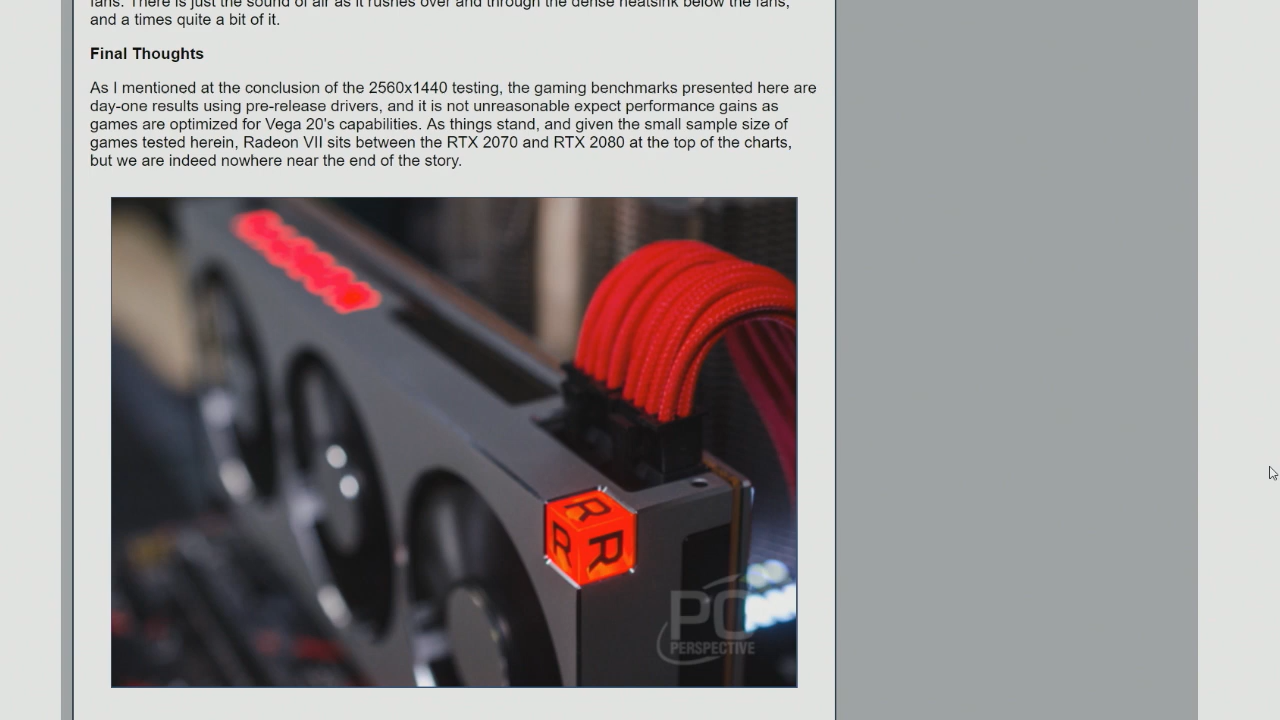 fans. There is just the sound of air as it rushes over and through the dense heatsink below the fans,
and a times quite a bit of it.
Final Thoughts
As I mentioned at the conclusion of the 2560x1440 testing, the gaming benchmarks presented here are
day-one results using pre-release drivers, and it is not unreasonable expect performance gains as
games are optimized for Vega 20's capabilities. As things stand, and given the small sample size of
games tested herein, Radeon VII sits between the RTX 2070 and RTX 2080 at the top of the charts,
but we are indeed nowhere near the end of the story.
R
R R
PC
PERSPECTIVE